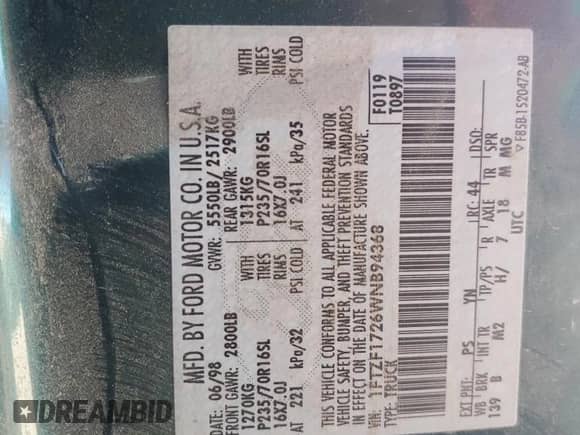 MFD. BY FORD MOTOR CO. IN U.S.A.
DATE: 06/98 GVWR: 5550LB/2517KG
FRONT GAWR: 2800LB REAR GAWR: 2900LB
1270KG 1315KG WITH
P235/70R16SL P235/70R16SL TIRES
16X7.0J 16X7.0J RIMS
AT 221 kPa/32 PSI COLD AT 241 kPa/35 PSI COLD
WITH
TIRES
RIMS
THIS VEHICLE CONFORMS TO ALL APPLICABLE FEDERAL MOTOR
VEHICLE SAFETY, BUMPER, AND THEFT PREVENTION STANDARDS
IN EFFECT ON THE DATE OF MANUFACTURE SHOWN ABOVE.
VIN: 1FTZF1726WNB94368
TYPE: TRUCK
F0119
T0897
EXT PNT: PS YN RC: 44 DSO:
WB BRK INT TR TP/PS R AXLE TR SPR
139 B M2 H/ 7 18 M MG
UTC
▽ F85B-1520472-AB
DREAMBID